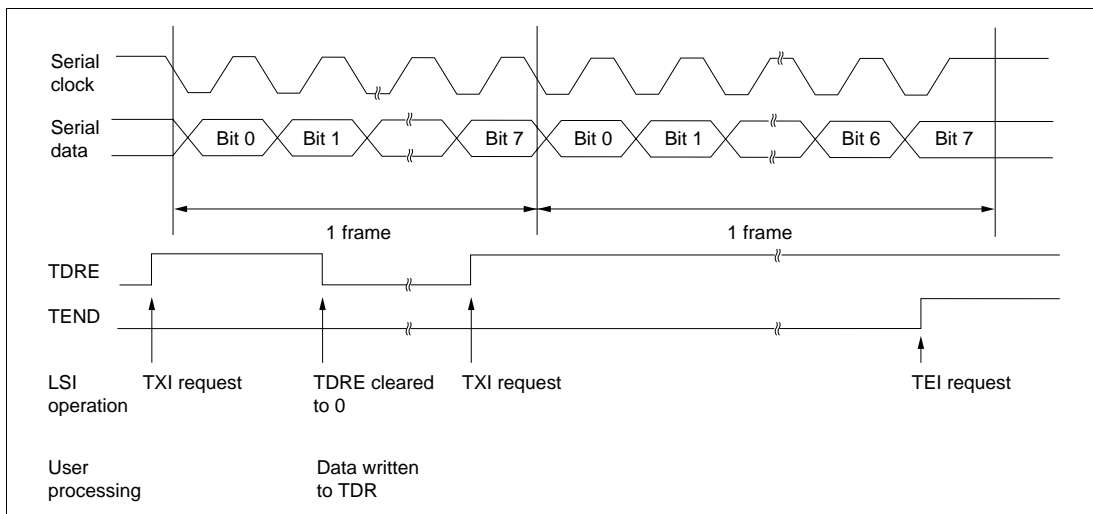 Serial
clock
Serial
data
Bit 0
Bit 1
Bit 7
Bit 0
Bit 1
Bit 6
Bit 7
1 frame
1 frame
TDRE
TEND
LSI
operation
TXI request
TDRE cleared
to 0
TXI request
TEI request
User
processing
Data written
to TDR